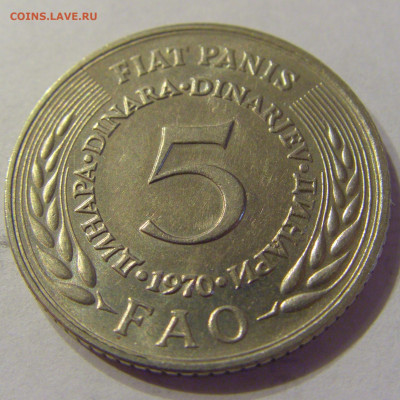 COINS.LAVE.RU
FIAT PANIS
ДИНАРА·DINARA·DINARJEV·ДИНАРИ
5
·1970·
FAO